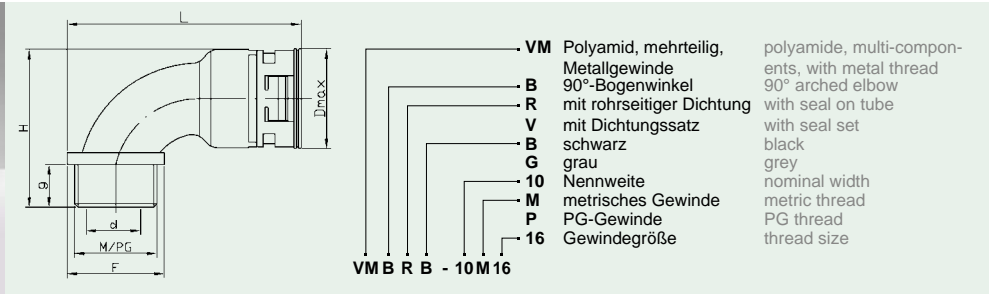 L
H
Dmax
g
d
M/PG
F
VM Polyamid, mehrteilig, polyamide, multi-compon-
Metallgewinde ents, with metal thread
B 90°-Bogenwinkel 90° arched elbow
R mit rohrseitiger Dichtung with seal on tube
V mit Dichtungssatz with seal set
B schwarz black
G grau grey
10 Nennweite nominal width
M metrisches Gewinde metric thread
P PG-Gewinde PG thread
16 Gewindegröße thread size
VM B R B - 10 M 16